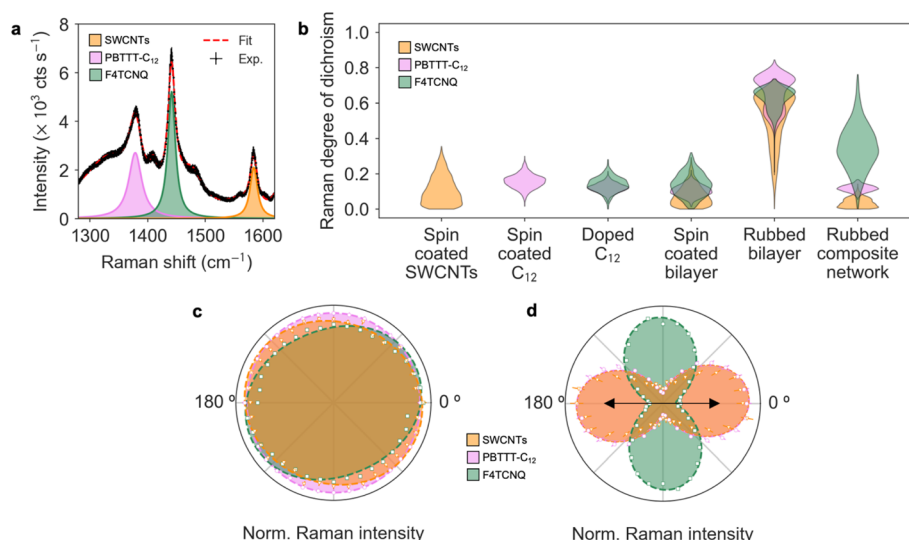 a
SWCNTs
PBTTT-C₁₂
F4TCNQ
Fit
Exp.
Intensity (× 10³ cts s⁻¹)
8
6
4
2
0
1300
1400
1500
1600
Raman shift (cm⁻¹)
b
Raman degree of dichroism
1.0
0.8
0.6
0.4
0.2
0.0
SWCNTs
PBTTT-C₁₂
F4TCNQ
Spin
coated
SWCNTs
Spin
coated
C₁₂
Doped
C₁₂
Spin
coated
bilayer
Rubbed
bilayer
Rubbed
composite
network
c
180 º
0 º
Norm. Raman intensity
SWCNTs
PBTTT-C₁₂
F4TCNQ
d
180 º
0 º
Norm. Raman intensity